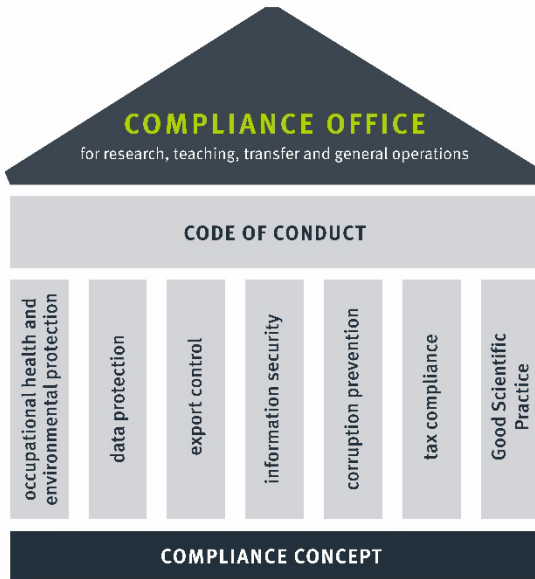 COMPLIANCE OFFICE
for research, teaching, transfer and general operations
CODE OF CONDUCT
occupational health and
environmental protection
data protection
export control
information security
corruption prevention
tax compliance
Good Scientific
Practice
COMPLIANCE CONCEPT